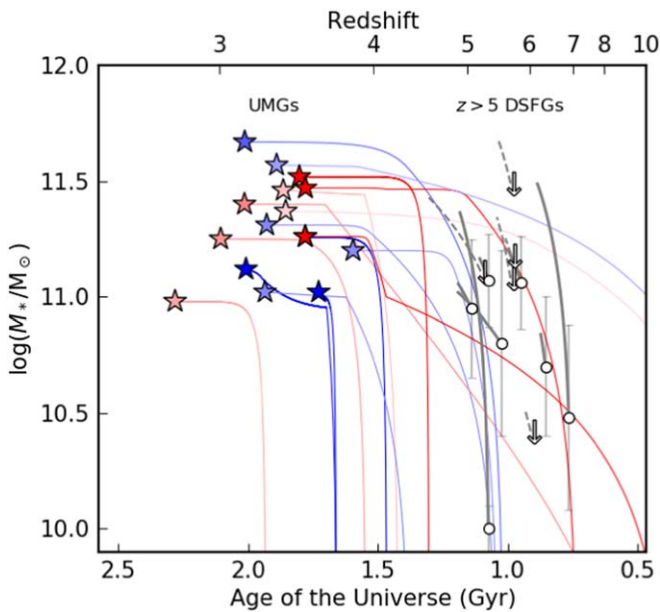 Redshift
3 4 5 6 7 8 10
12.0
UMGs z > 5 DSFGs
11.5
11.0
10.5
10.0
log(M*/M⊙)
2.5 2.0 1.5 1.0 0.5
Age of the Universe (Gyr)